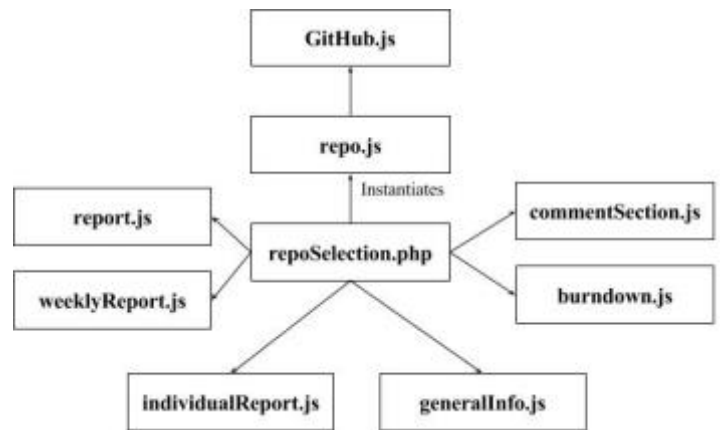 GitHub.js
repo.js
Instantiates
report.js
commentSection.js
repoSelection.php
weeklyReport.js
burndown.js
individualReport.js
generalInfo.js